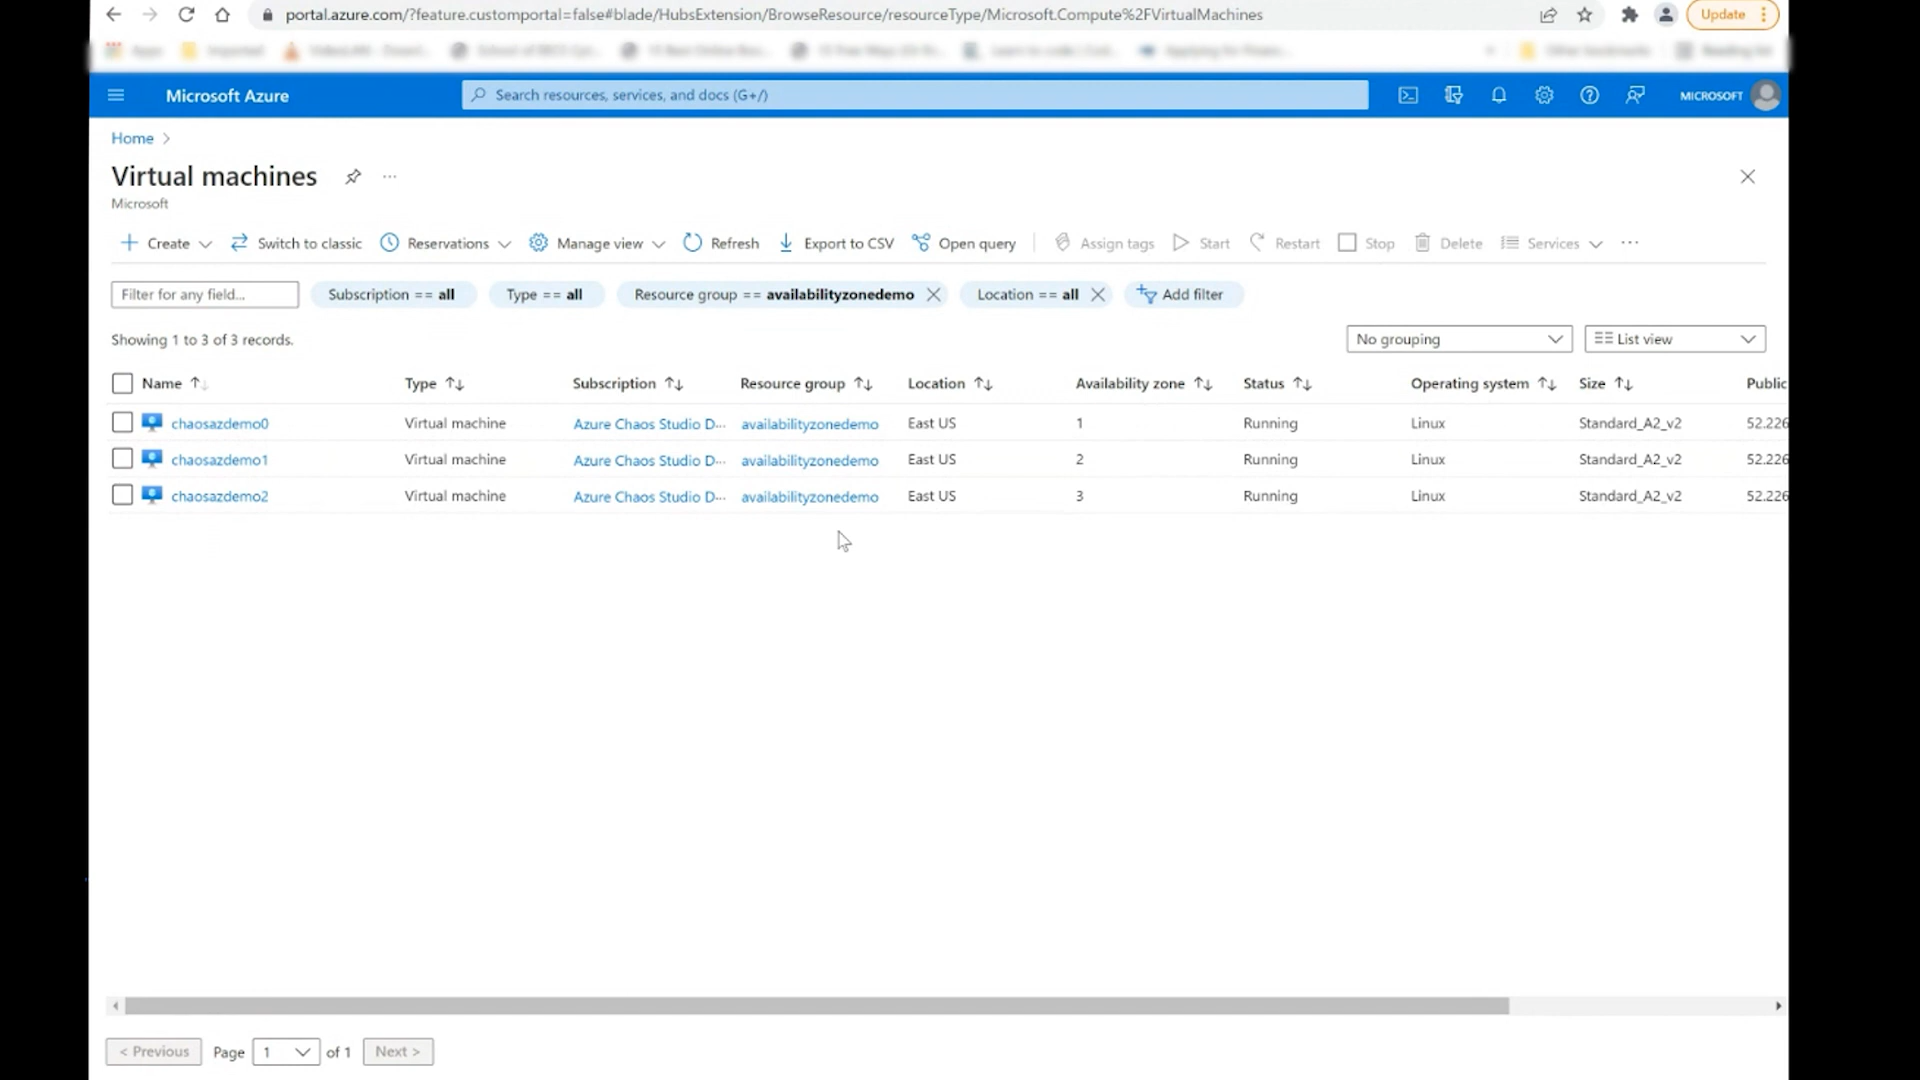 portal.azure.com/?feature.customportal=false#blade/HubsExtension/BrowseResource/resourceType/Microsoft.Compute%2FVirtualMachines Update
Microsoft Azure Search resources, services, and docs (G+/) MICROSOFT
Home
Virtual machines ...
Microsoft
Create Switch to classic Reservations Manage view Refresh Export to CSV Open query Assign tags Start Restart Stop Delete Services ...
Filter for any field... Subscription == all Type == all Resource group == availabilityzonedemo Location == all Add filter
Showing 1 to 3 of 3 records. No grouping List view
Name Type Subscription Resource group Location Availability zone Status Operating system Size Public
chaosazdemo0 Virtual machine Azure Chaos Studio D... availabilityzonedemo East US 1 Running Linux Standard_A2_v2 52.226
chaosazdemo1 Virtual machine Azure Chaos Studio D... availabilityzonedemo East US 2 Running Linux Standard_A2_v2 52.226
chaosazdemo2 Virtual machine Azure Chaos Studio D... availabilityzonedemo East US 3 Running Linux Standard_A2_v2 52.226
< Previous Page 1 of 1 Next >